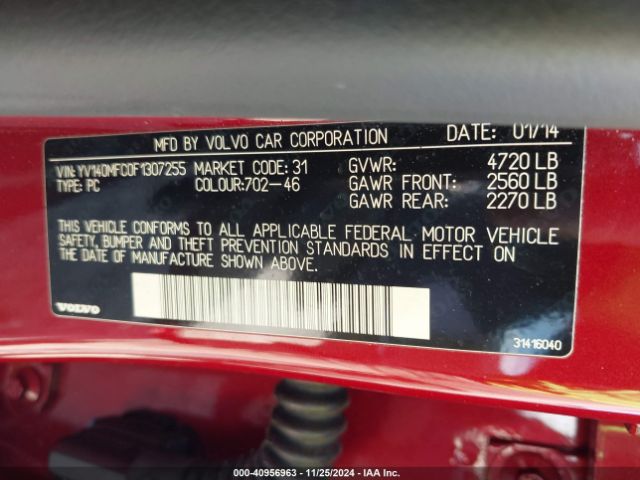 MFD BY VOLVO CAR CORPORATION DATE: 01/14
VIN: YV140MFC0F1307255 MARKET CODE: 31 GVWR: 4720 LB
TYPE: PC COLOUR:702-46 GAWR FRONT: 2560 LB
GAWR REAR: 2270 LB
THIS VEHICLE CONFORMS TO ALL APPLICABLE FEDERAL MOTOR VEHICLE
SAFETY, BUMPER AND THEFT PREVENTION STANDARDS IN EFFECT ON
THE DATE OF MANUFACTURE SHOWN ABOVE.
VOLVO
31416040
000-40956963 - 11/25/2024 - IAA Inc.